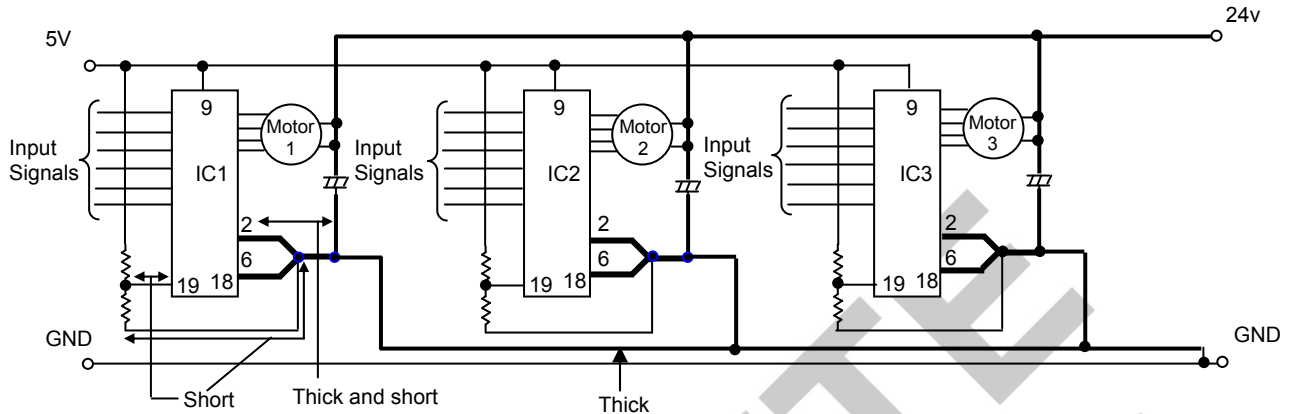 24v
5V
9
9
9
Motor
1
Motor
2
Motor
3
Input
Signals
IC1
Input
Signals
IC2
Input
Signals
IC3
2
6
19 18
2
6
19 18
2
6
19 18
GND
GND
Short
Thick and short
Thick